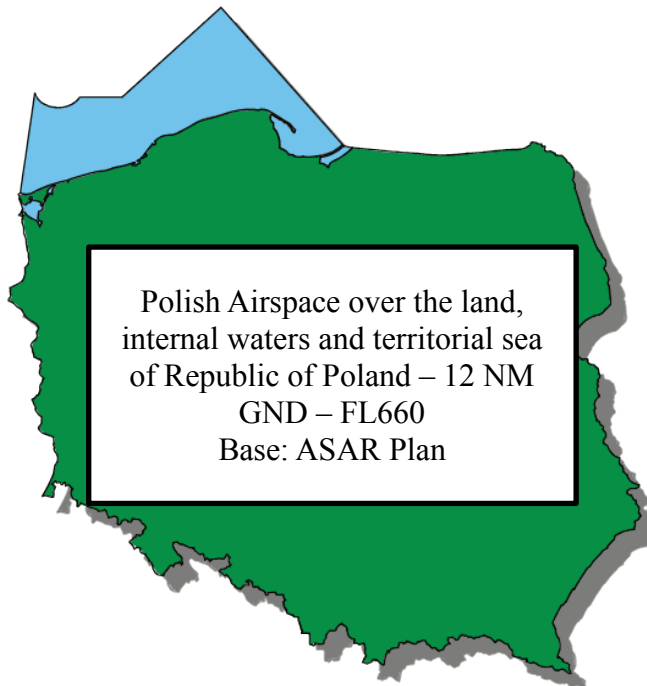 Polish Airspace over the land,
internal waters and territorial sea
of Republic of Poland – 12 NM
GND – FL660
Base: ASAR Plan